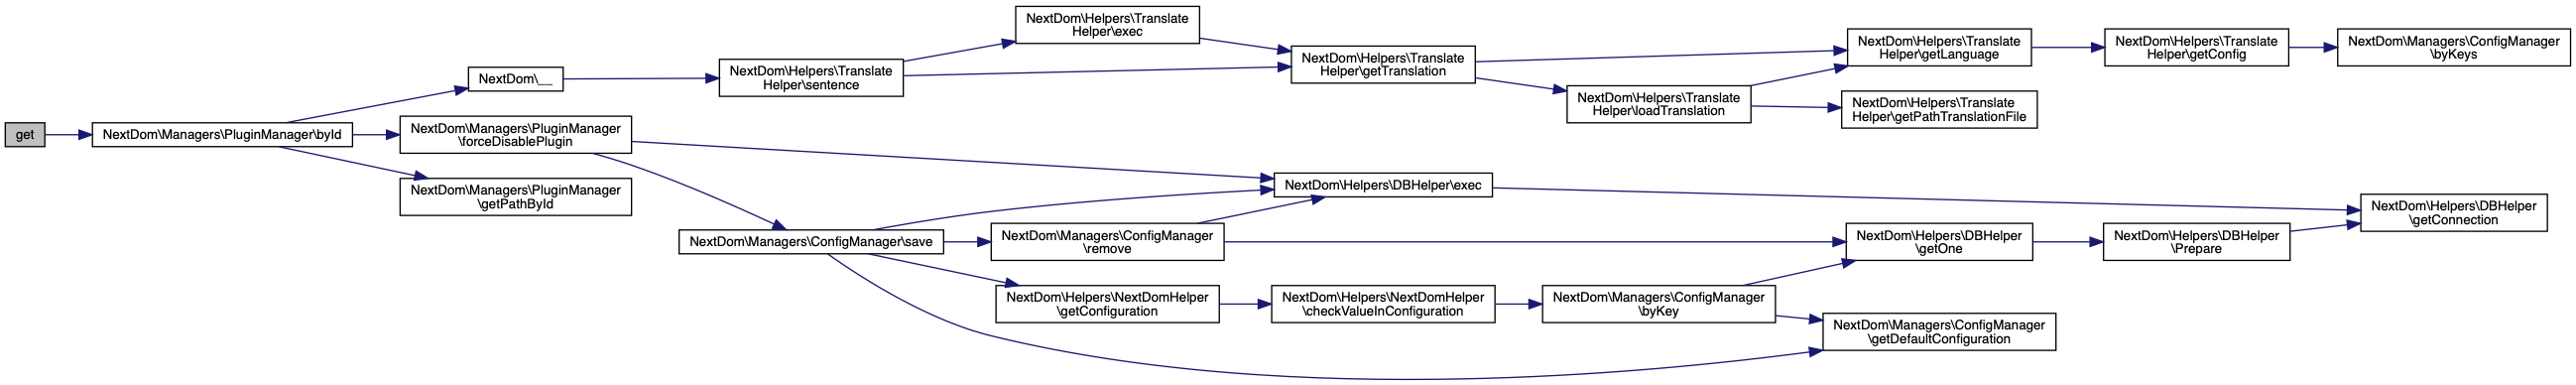 get
NextDom\Managers\PluginManager\byId
NextDom\__
NextDom\Helpers\Translate
Helper\sentence
NextDom\Helpers\Translate
Helper\exec
NextDom\Helpers\Translate
Helper\getTranslation
NextDom\Helpers\Translate
Helper\getLanguage
NextDom\Helpers\Translate
Helper\getConfig
NextDom\Managers\ConfigManager
\byKeys
NextDom\Helpers\Translate
Helper\loadTranslation
NextDom\Helpers\Translate
Helper\getPathTranslationFile
NextDom\Managers\PluginManager
\forceDisablePlugin
NextDom\Managers\PluginManager
\getPathById
NextDom\Helpers\DBHelper\exec
NextDom\Helpers\DBHelper
\getConnection
NextDom\Managers\ConfigManager\save
NextDom\Managers\ConfigManager
\remove
NextDom\Helpers\DBHelper
\getOne
NextDom\Helpers\DBHelper
\Prepare
NextDom\Helpers\NextDomHelper
\getConfiguration
NextDom\Helpers\NextDomHelper
\checkValueInConfiguration
NextDom\Managers\ConfigManager
\byKey
NextDom\Managers\ConfigManager
\getDefaultConfiguration